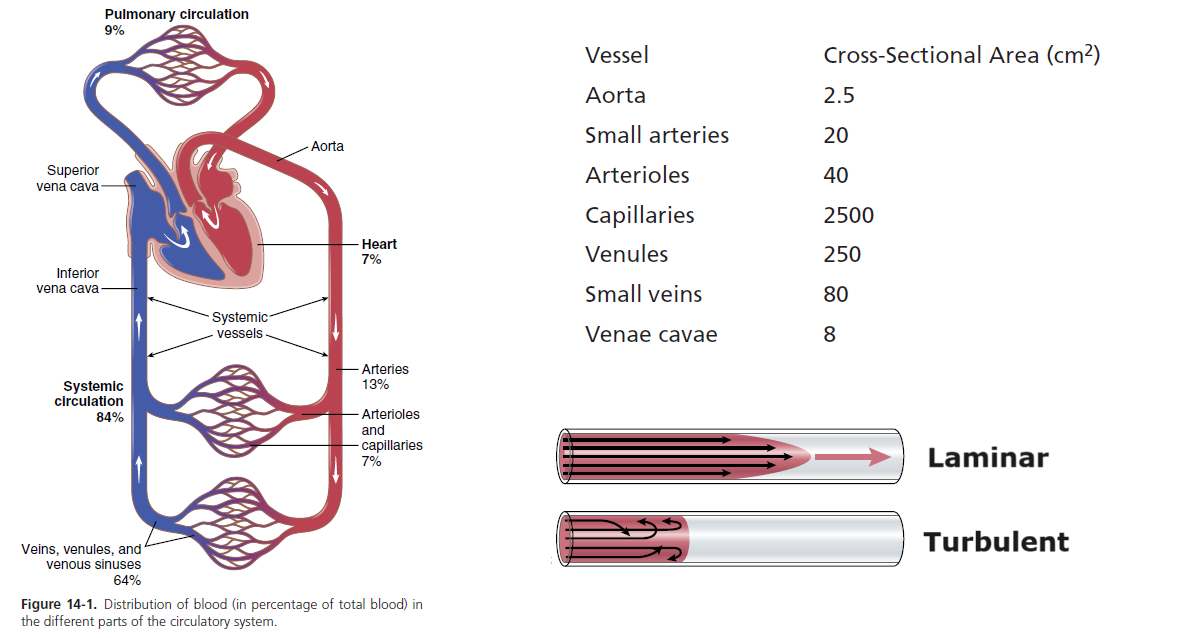 Pulmonary circulation
9%
Aorta
Superior
vena cava
Heart
7%
Inferior
vena cava
Systemic
vessels
Arteries
13%
Systemic
circulation
84%
Arterioles
and
capillaries
7%
Veins, venules, and
venous sinuses
64%
Figure 14-1. Distribution of blood (in percentage of total blood) in
the different parts of the circulatory system.
Vessel Cross-Sectional Area (cm²)
Aorta 2.5
Small arteries 20
Arterioles 40
Capillaries 2500
Venules 250
Small veins 80
Venae cavae 8
Laminar
Turbulent